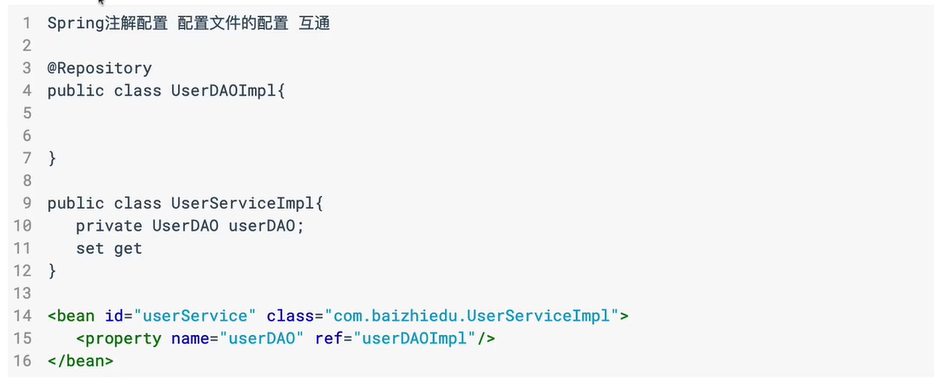 1 Spring注解配置 配置文件的配置 互通
2
3 @Repository
4 public class UserDAOImpl{
5
6
7 }
8
9 public class UserServiceImpl{
10    private UserDAO userDAO;
11    set get
12 }
13
14 <bean id="userService" class="com.baizhiedu.UserServiceImpl">
15    <property name="userDAO" ref="userDAOImpl"/>
16 </bean>